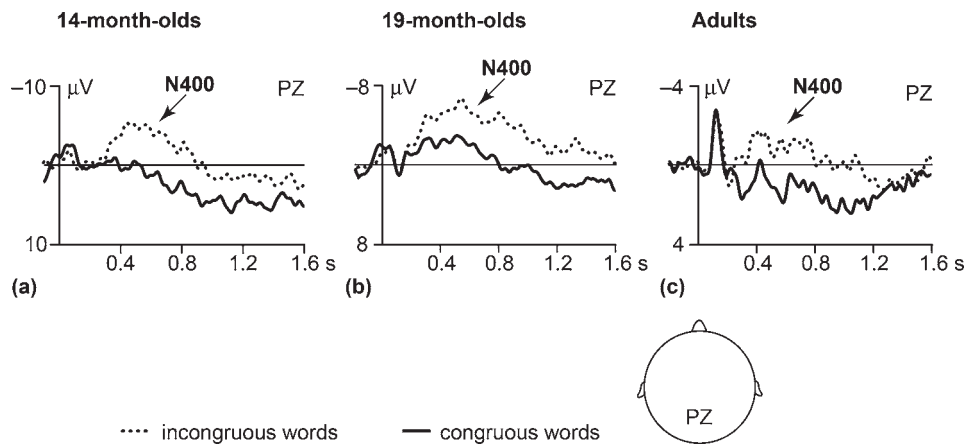 14-month-olds
19-month-olds
Adults
–10
μV
N400
PZ
10
0.4
0.8
1.2
1.6 s
(a)
–8
μV
N400
PZ
8
0.4
0.8
1.2
1.6 s
(b)
–4
μV
N400
PZ
4
0.4
0.8
1.2
1.6 s
(c)
PZ
incongruous words
congruous words